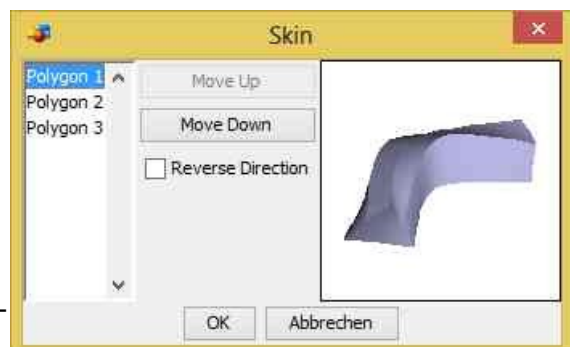 Skin
Polygon 1
Polygon 2
Polygon 3
Move Up
Move Down
Reverse Direction
OK
Abbrechen